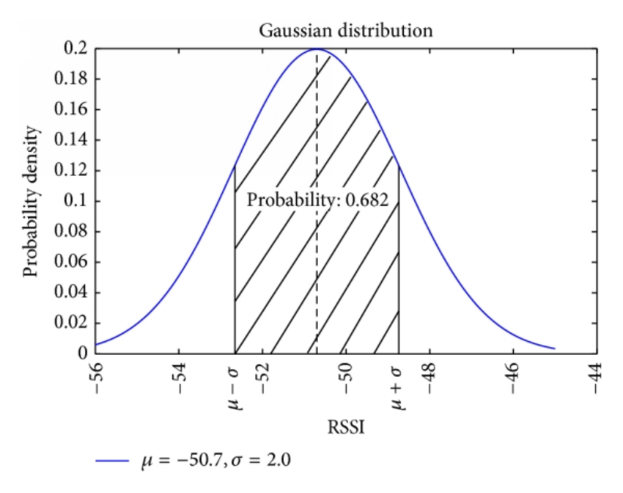 Gaussian distribution
Probability density
0.2
0.18
0.16
0.14
0.12
0.1
0.08
0.06
0.04
0.02
0
Probability: 0.682
−56
−54
μ − σ
−52
−50
μ + σ
−48
−46
−44
RSSI
μ = −50.7, σ = 2.0